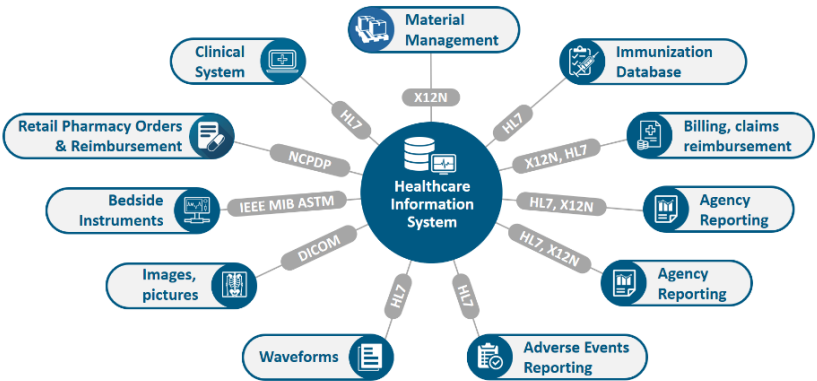 Material
Management
Clinical
System
Immunization
Database
X12N
HL7
HL7
Retail Pharmacy Orders
& Reimbursement
Billing, claims
reimbursement
NCPDP
X12N, HL7
Healthcare
Information
System
Bedside
Instruments
IEEE MIB ASTM
HL7, X12N
Agency
Reporting
DICOM
HL7, X12N
Images,
pictures
Agency
Reporting
HL7
HL7
Waveforms
Adverse Events
Reporting